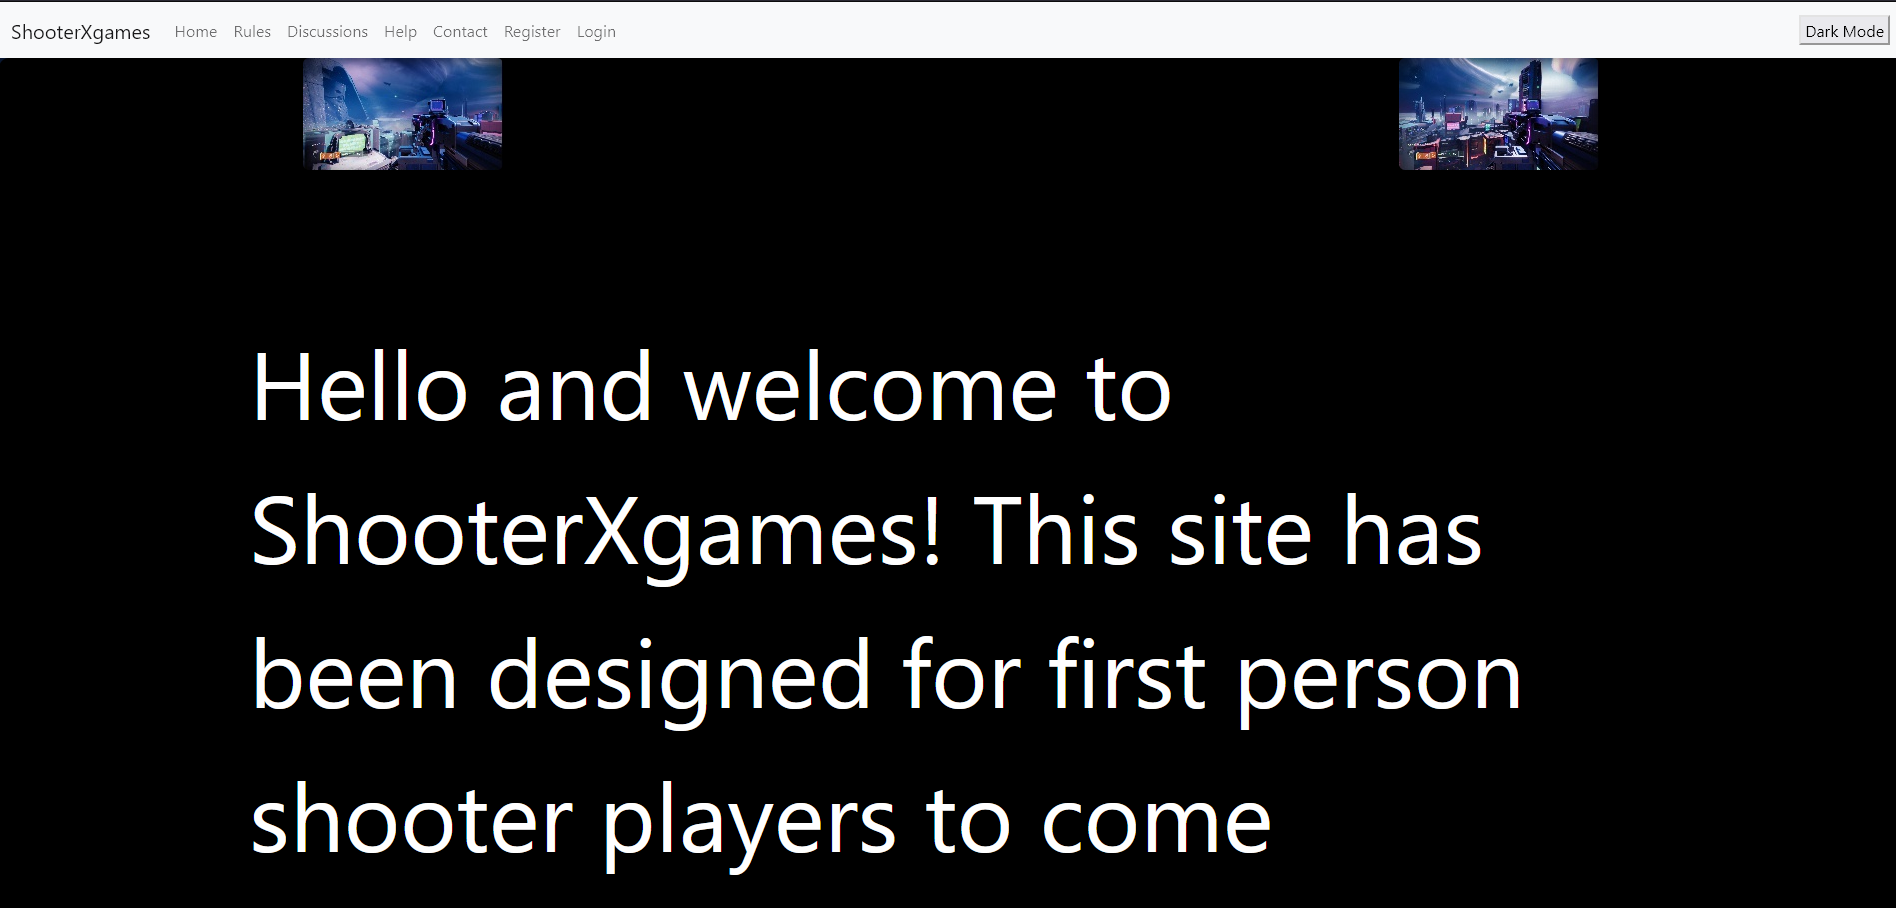 ShooterXgames Home Rules Discussions Help Contact Register Login Dark Mode
Hello and welcome to
ShooterXgames! This site has
been designed for first person
shooter players to come